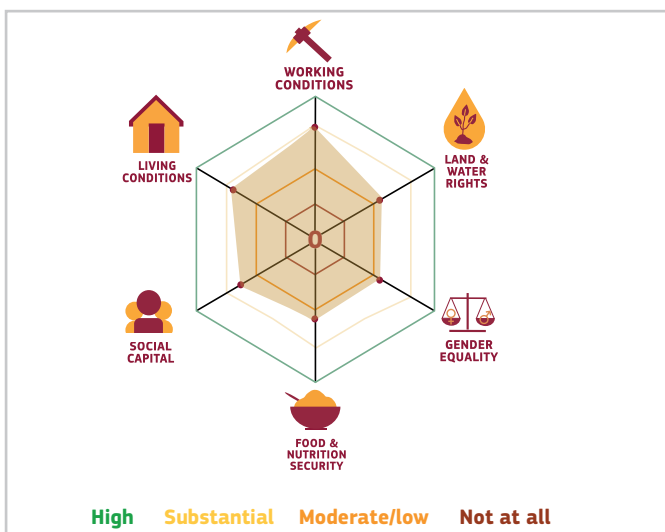 WORKING
CONDITIONS
LAND &
WATER
RIGHTS
LIVING
CONDITIONS
0
SOCIAL
CAPITAL
GENDER
EQUALITY
FOOD &
NUTRITION
SECURITY
High Substantial Moderate/low Not at all